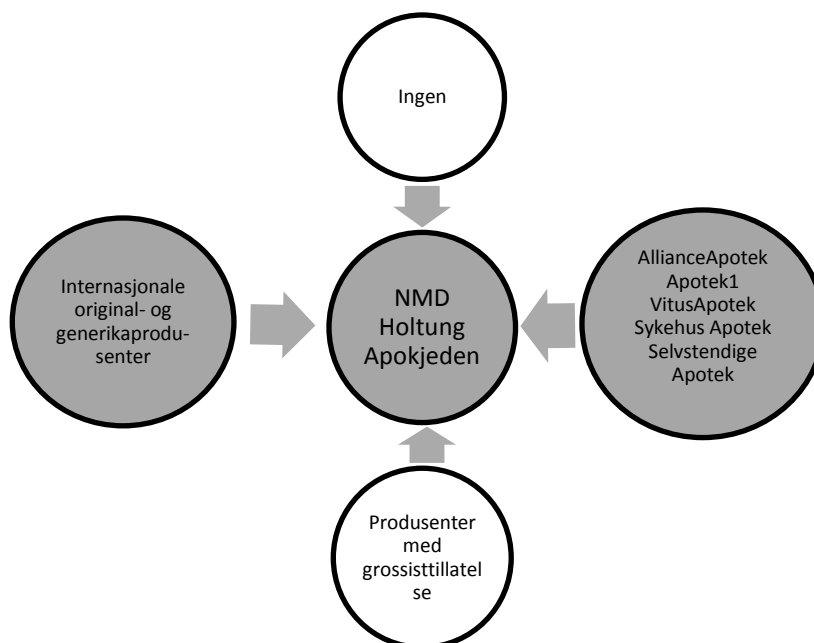 Ingen
Internasjonale
original- og
generikaprodu-
senter
NMD
Holtung
Apokjeden
AllianceApotek
Apotek1
VitusApotek
Sykehus Apotek
Selvstendige
Apotek
Produsenter
med
grossisttillatel
se